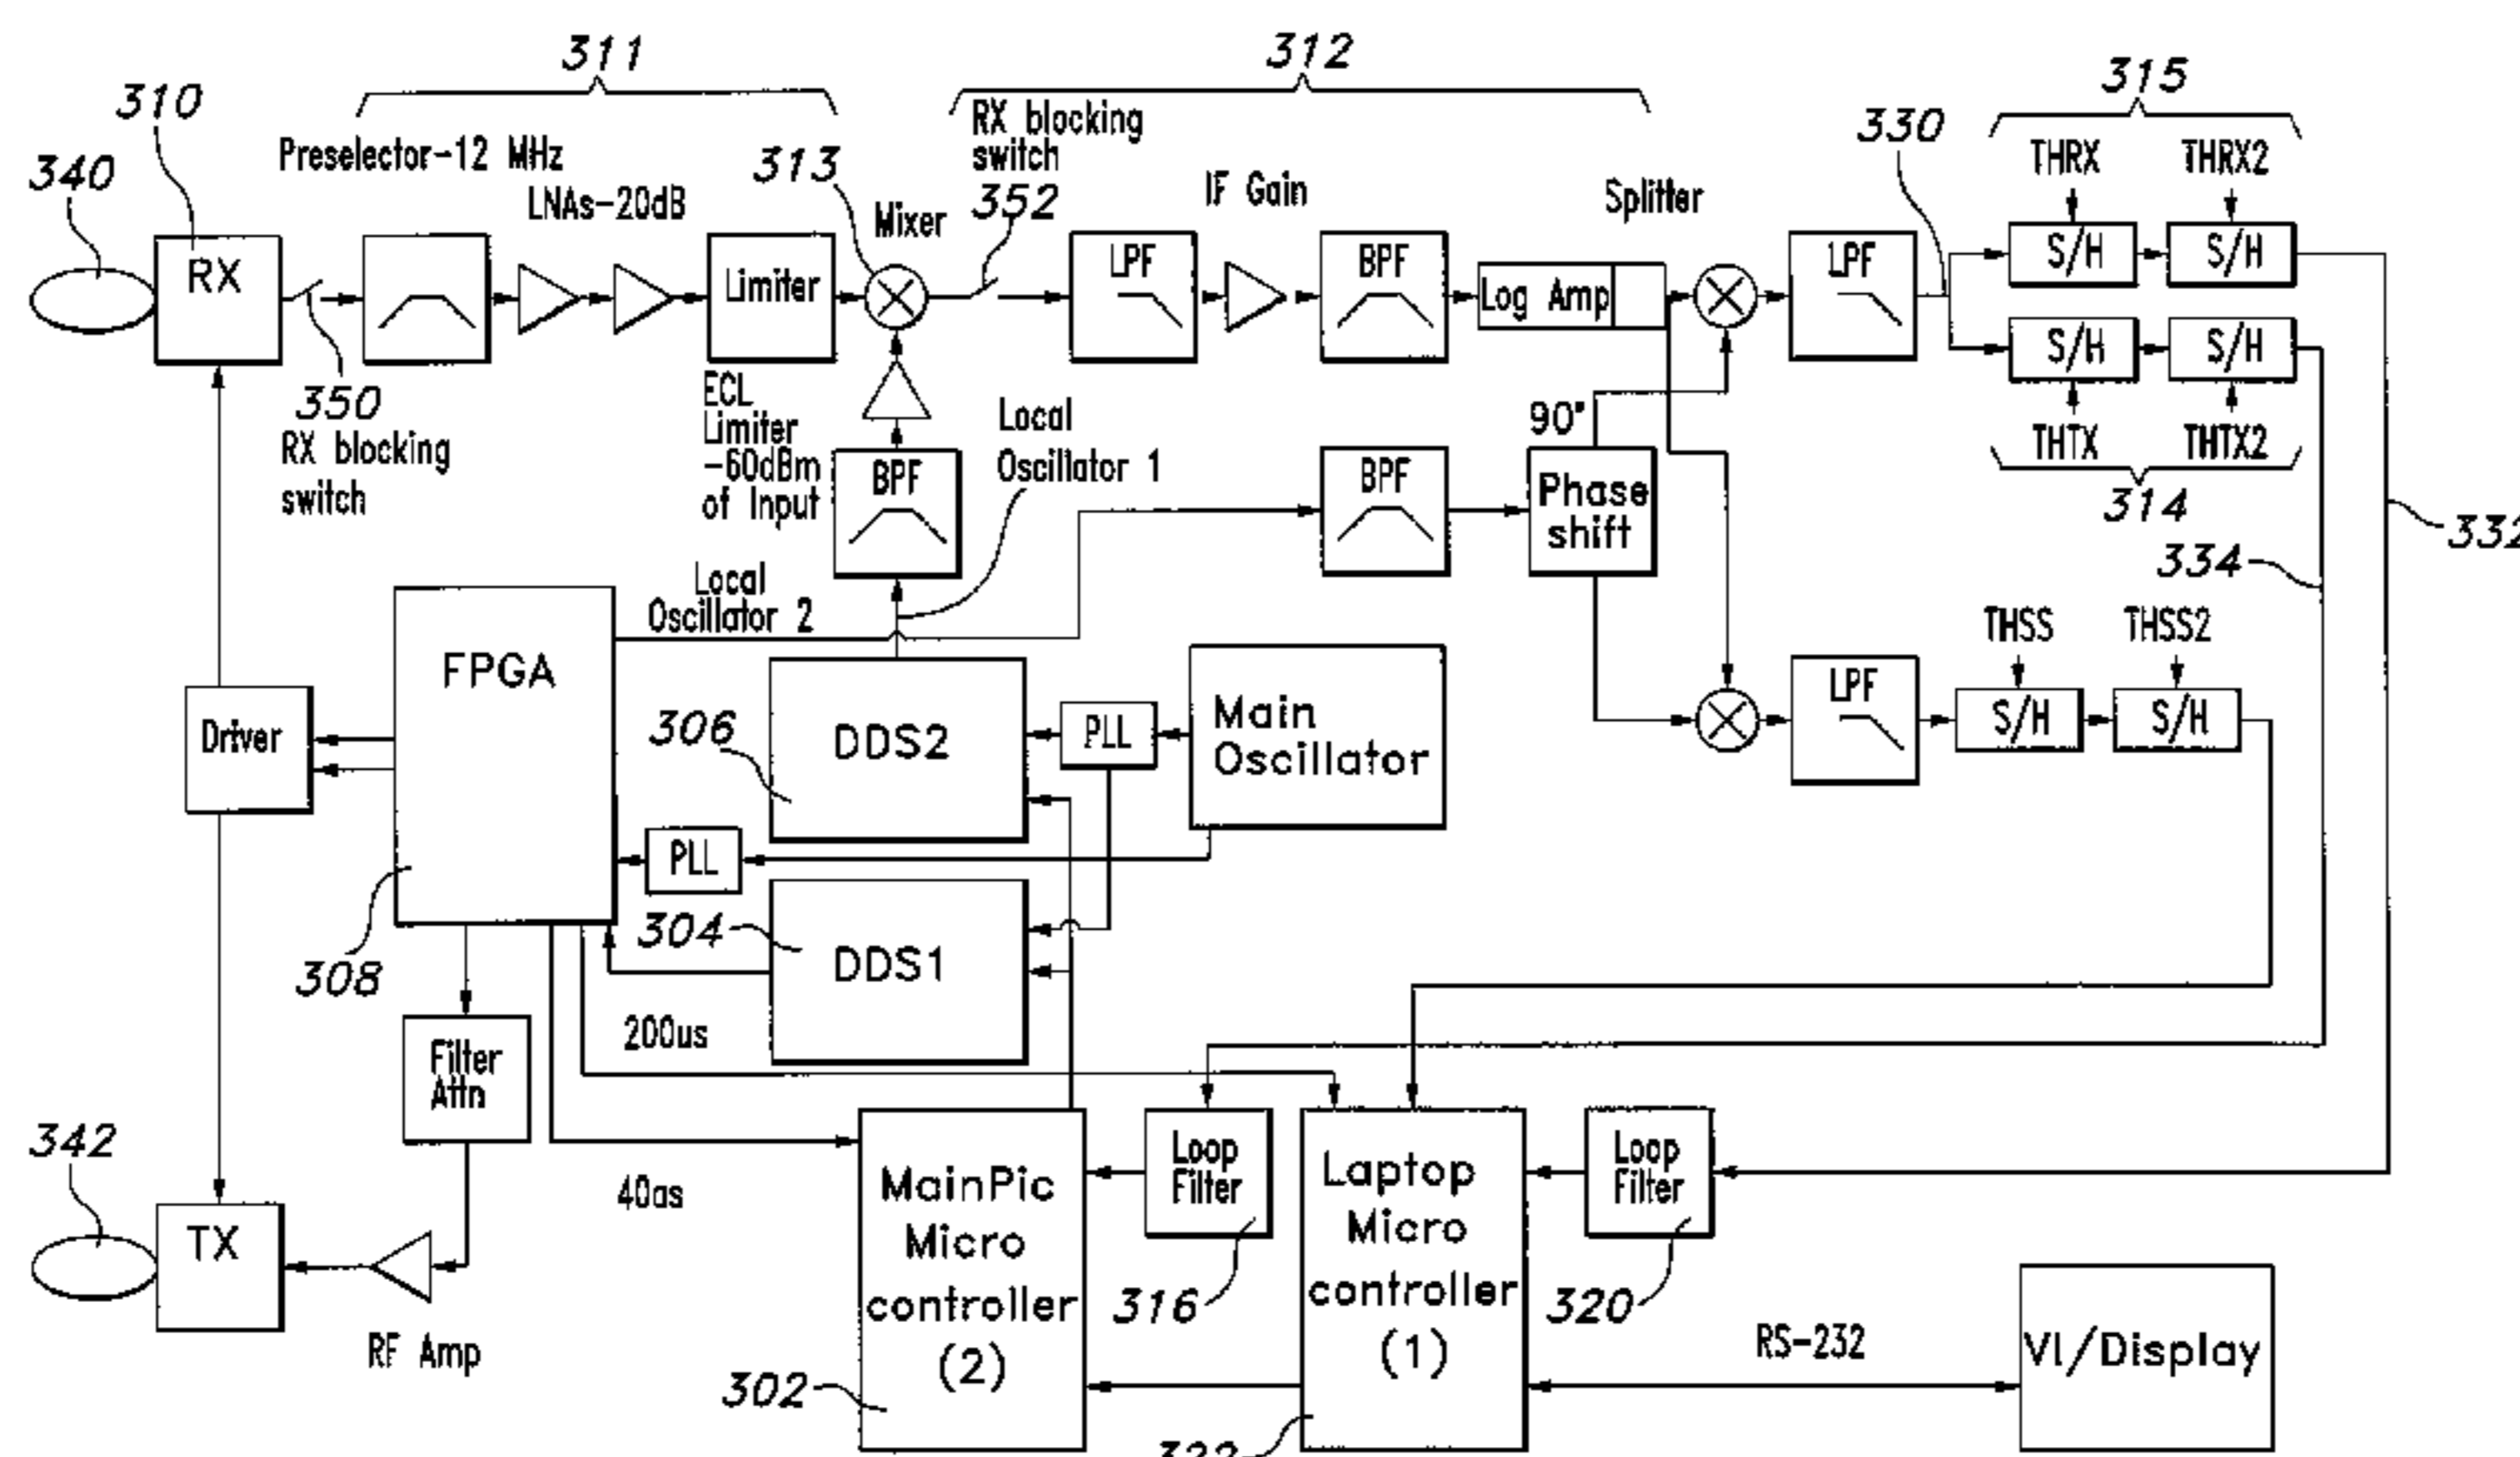 311
312
315
310
Preselector-12 MHz
RX blocking
switch
352
330
THRX
THRX2
340
LNAs-20dB
313
Mixer
IF Gain
Splitter
RX
Limiter
LPF
BPF
Log Amp
LPF
S/H
S/H
S/H
S/H
350
RX blocking
switch
ECL
Limiter
-60dBm
of Input
BPF
Local
Oscillator 1
BPF
90°
Phase
shift
THTX
THTX2
314
332
334
Local
Oscillator 2
FPGA
THSS
THSS2
Driver
306
DDS2
PLL
Main
Oscillator
LPF
S/H
S/H
PLL
308
304
DDS1
200us
Filter
Attn
342
TX
40as
RF Amp
MainPic
Micro
controller
(2)
302
Loop
Filter
316
Laptop
Micro
controller
(1)
Loop
Filter
320
RS-232
VI/Display